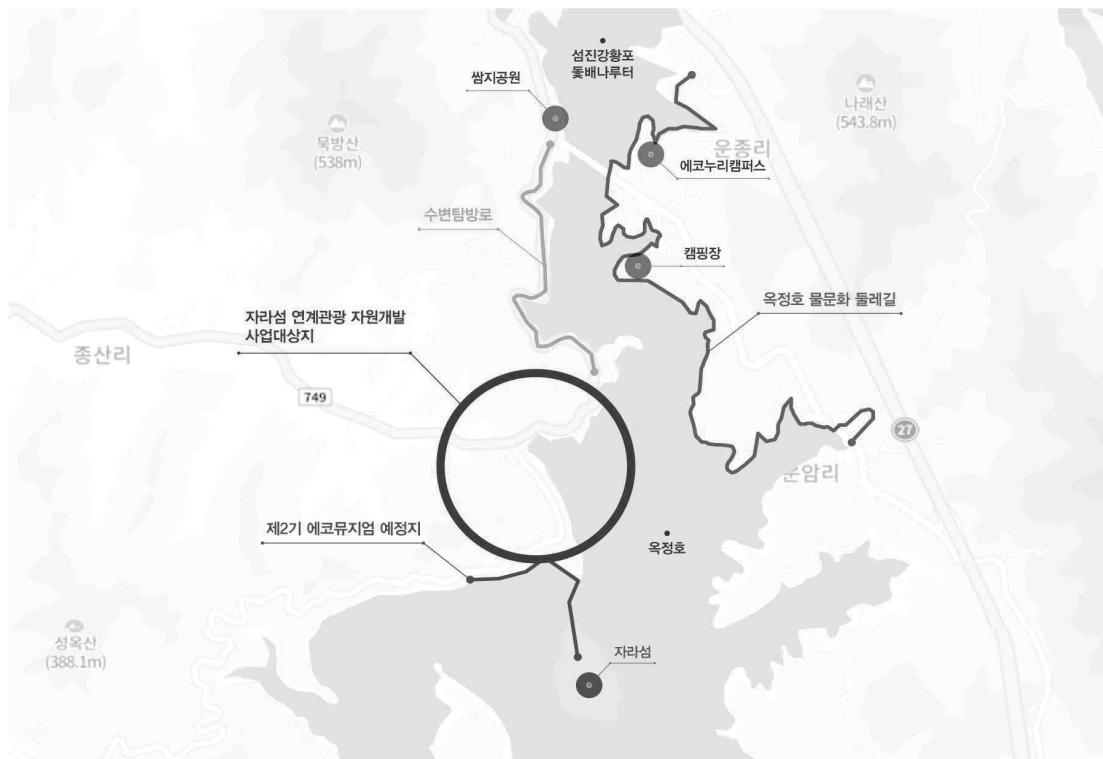 섬진강황포
돛배나루터
쌈지공원
나래산
(543.8m)
묵방산
(538m)
운종리
에코누리캠퍼스
수변탐방로
캠핑장
옥정호 물문화 둘레길
자라섬 연계관광 자원개발
사업대상지
종산리
749
27
운암리
제2기 에코뮤지엄 예정지
옥정호
성옥산
(388.1m)
자라섬